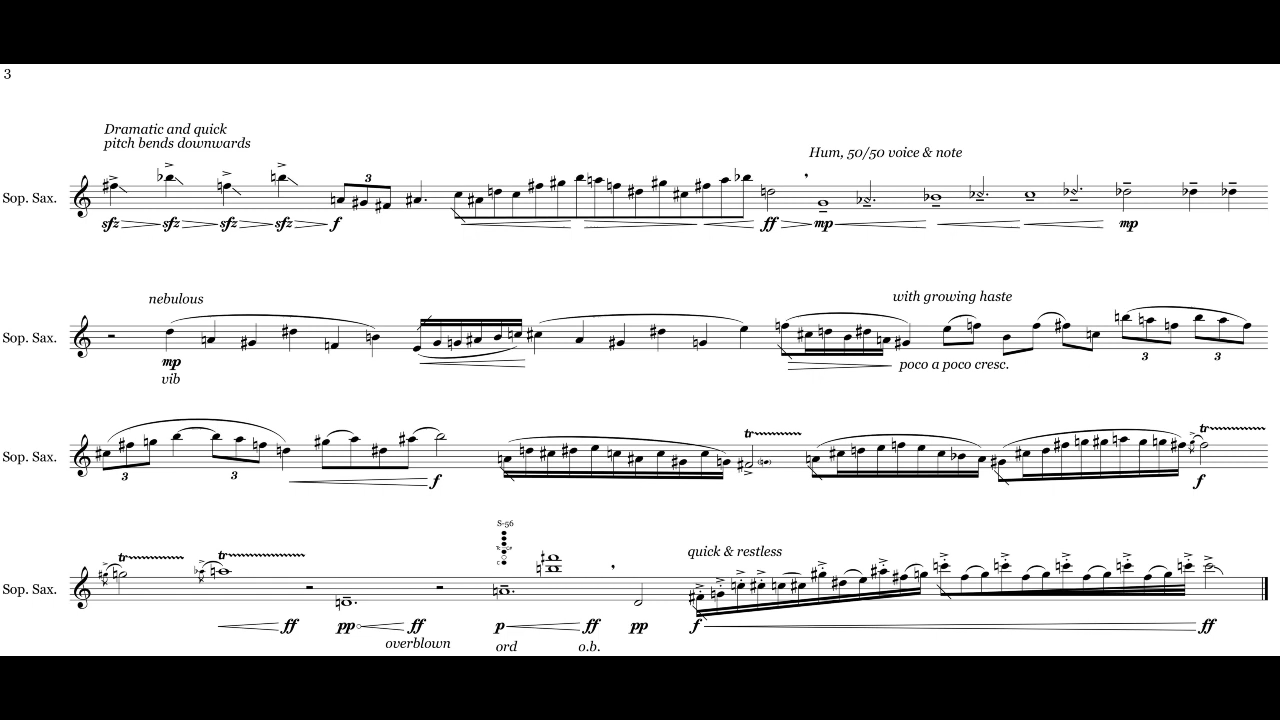 3
Dramatic and quick
pitch bends downwards
Hum, 50/50 voice & note
3
Sop. Sax.
sfz sfz sfz sfz f ff mp mp
nebulous
with growing haste
Sop. Sax.
mp
poco a poco cresc.
3 3
vib
tr tr
Sop. Sax.
3 3
f f
S-56
quick & restless
tr tr
Sop. Sax.
ff pp ff p ff pp f ff
overblown
ord o.b.